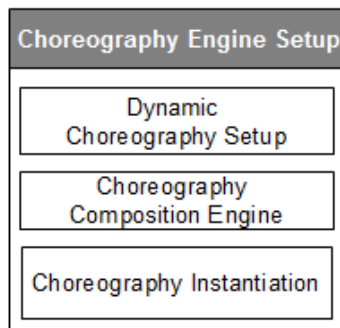 Choreography Engine Setup
Dynamic
Choreography Setup
Choreography
Composition Engine
Choreography Instantiation